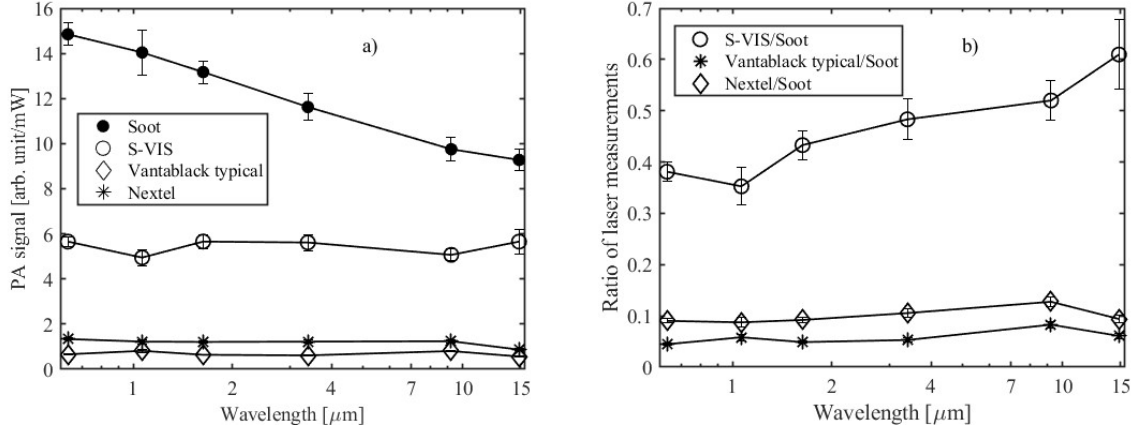 a)
16
14
12
10
8
6
4
2
0
PA signal [arb. unit/mW]
Soot
S-VIS
Vantablack typical
Nextel
1 2 4 7 10 15
Wavelength [μm]
b)
0.7
0.6
0.5
0.4
0.3
0.2
0.1
0
Ratio of laser measurements
S-VIS/Soot
Vantablack typical/Soot
Nextel/Soot
1 2 4 7 10 15
Wavelength [μm]